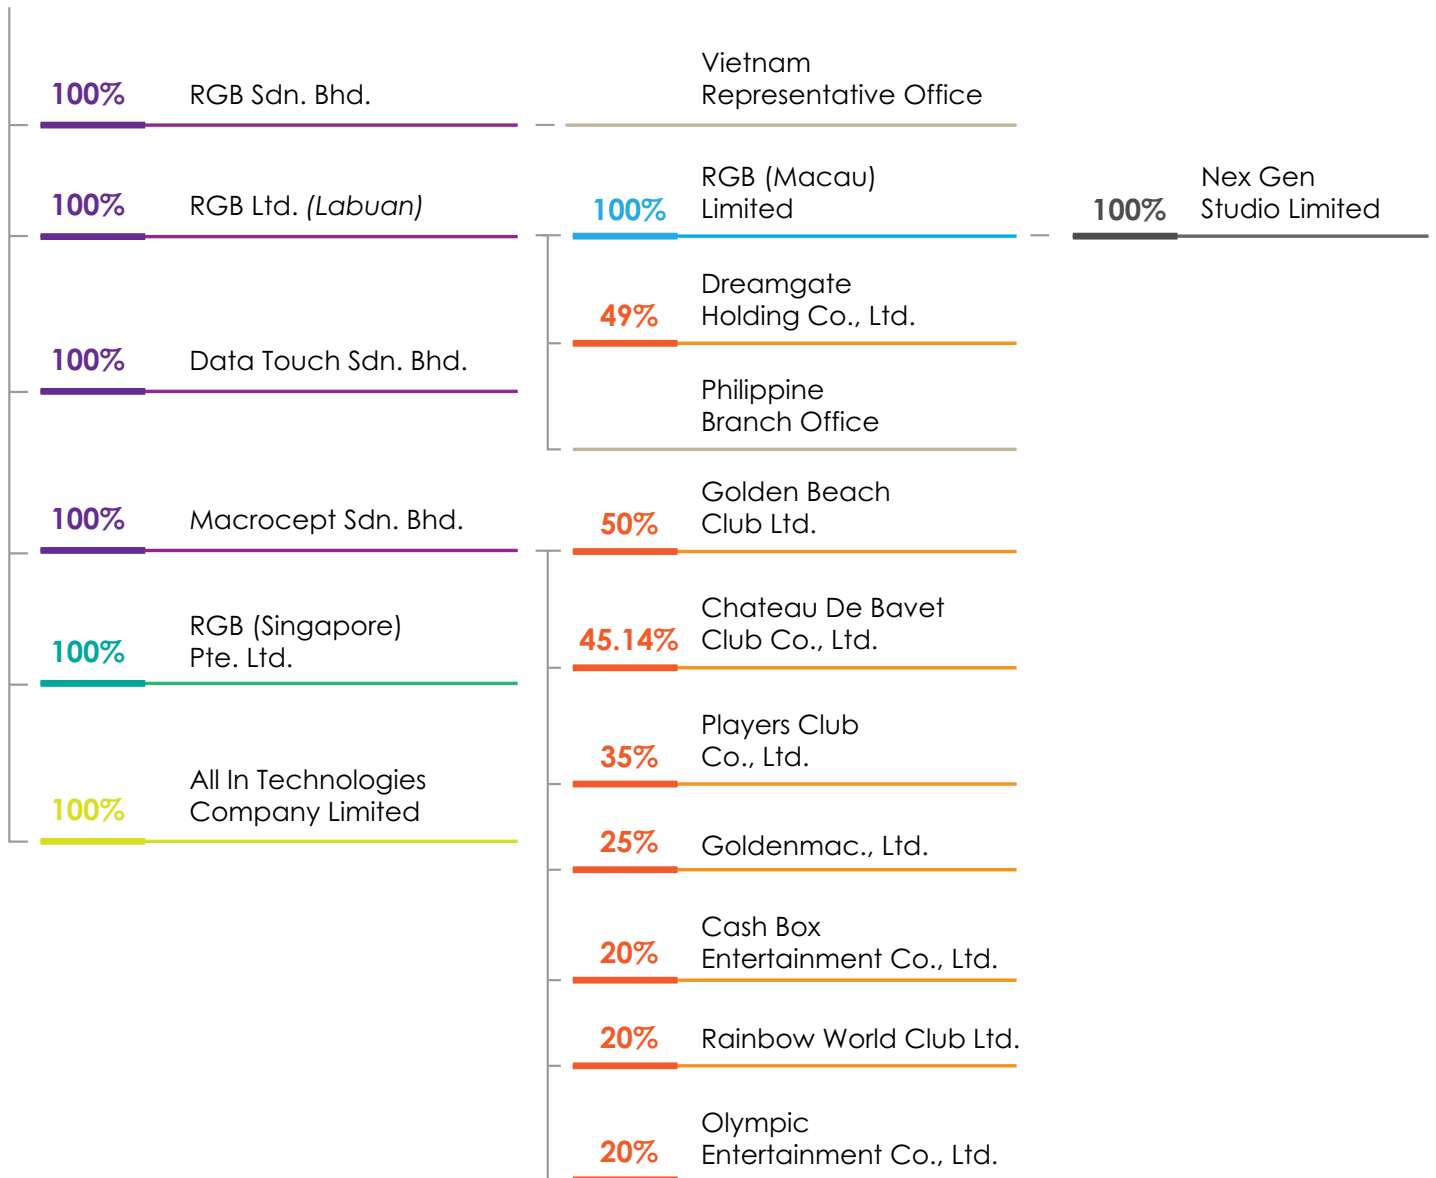 100%
RGB Sdn. Bhd.
100%
RGB Ltd. (Labuan)
100%
Data Touch Sdn. Bhd.
100%
Macrocept Sdn. Bhd.
100%
RGB (Singapore)
Pte. Ltd.
100%
All In Technologies
Company Limited
Vietnam
Representative Office
100%
RGB (Macau)
Limited
49%
Dreamgate
Holding Co., Ltd.
Philippine
Branch Office
50%
Golden Beach
Club Ltd.
45.14%
Chateau De Bavet
Club Co., Ltd.
35%
Players Club
Co., Ltd.
25%
Goldenmac., Ltd.
20%
Cash Box
Entertainment Co., Ltd.
20%
Rainbow World Club Ltd.
20%
Olympic
Entertainment Co., Ltd.
100%
Nex Gen
Studio Limited